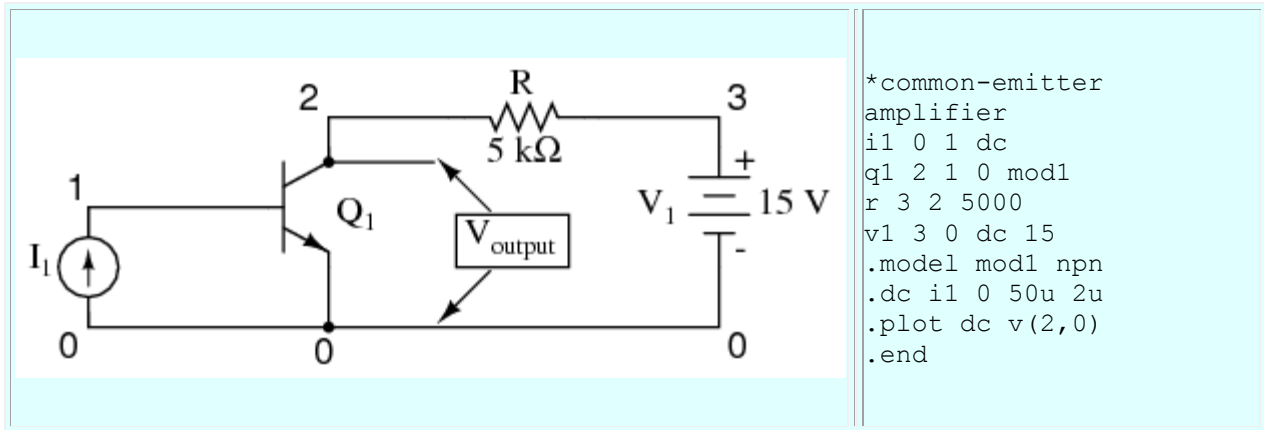 2
R
5 kΩ
3
1
Q1
+
V1
15 V
-
I1
Voutput
0
0
0
*common-emitter
amplifier
i1 0 1 dc
q1 2 1 0 mod1
r 3 2 5000
v1 3 0 dc 15
.model mod1 npn
.dc i1 0 50u 2u
.plot dc v(2,0)
.end